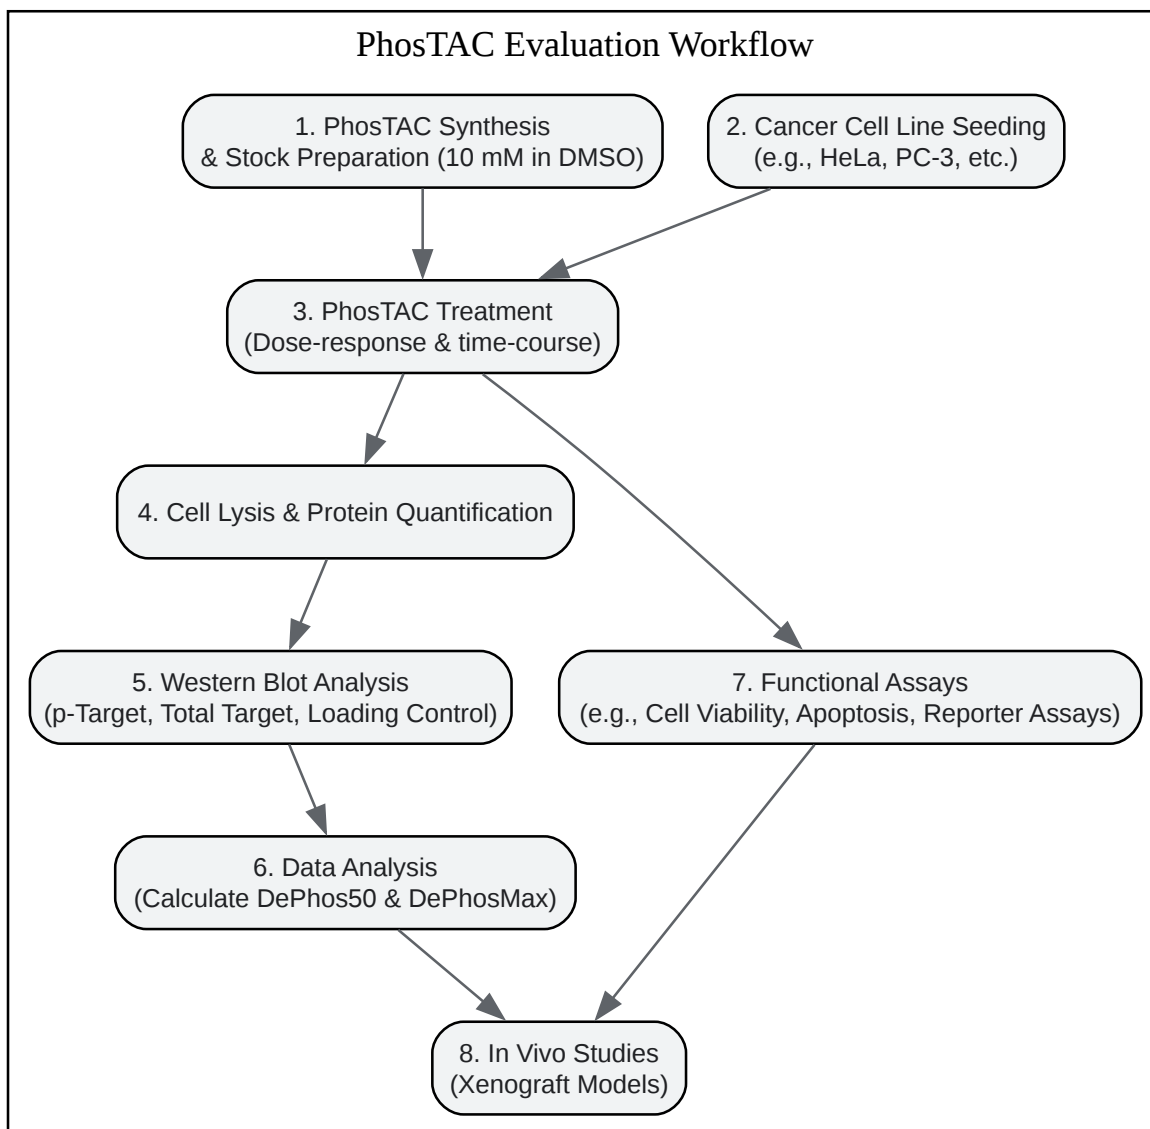 PhosTAC Evaluation Workflow
1. PhosTAC Synthesis
& Stock Preparation (10 mM in DMSO)
2. Cancer Cell Line Seeding
(e.g., HeLa, PC-3, etc.)
3. PhosTAC Treatment
(Dose-response & time-course)
4. Cell Lysis & Protein Quantification
5. Western Blot Analysis
(p-Target, Total Target, Loading Control)
7. Functional Assays
(e.g., Cell Viability, Apoptosis, Reporter Assays)
6. Data Analysis
(Calculate DePhos50 & DePhosMax)
8. In Vivo Studies
(Xenograft Models)